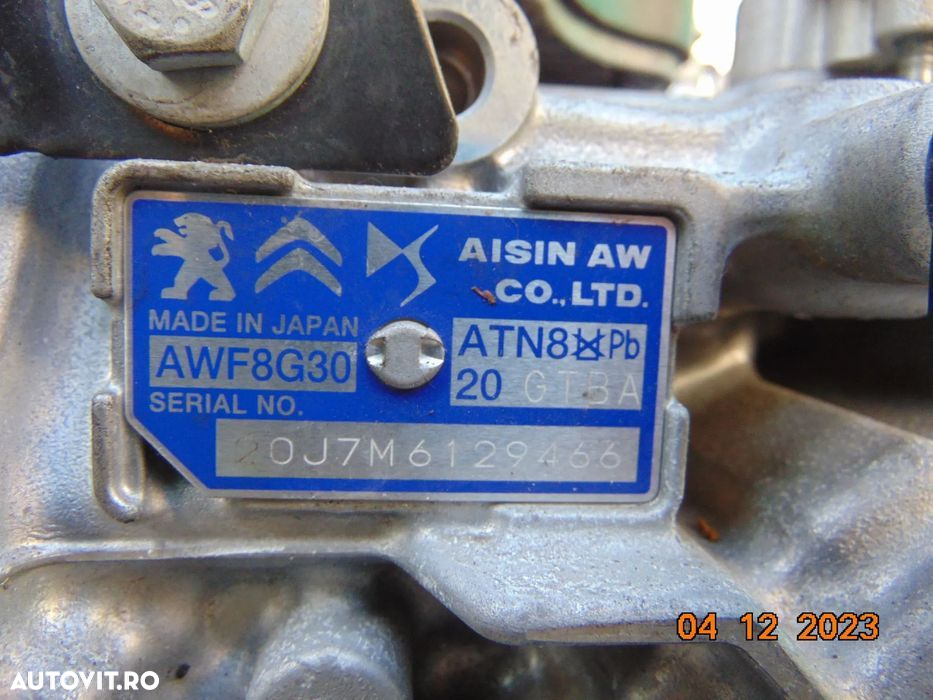 AISIN AW
CO.,LTD.
MADE IN JAPAN
AWF8G30
ATN8 Pb
20 GTBA
SERIAL NO.
20J7M6129466
04 12 2023
AUTOVIT.RO